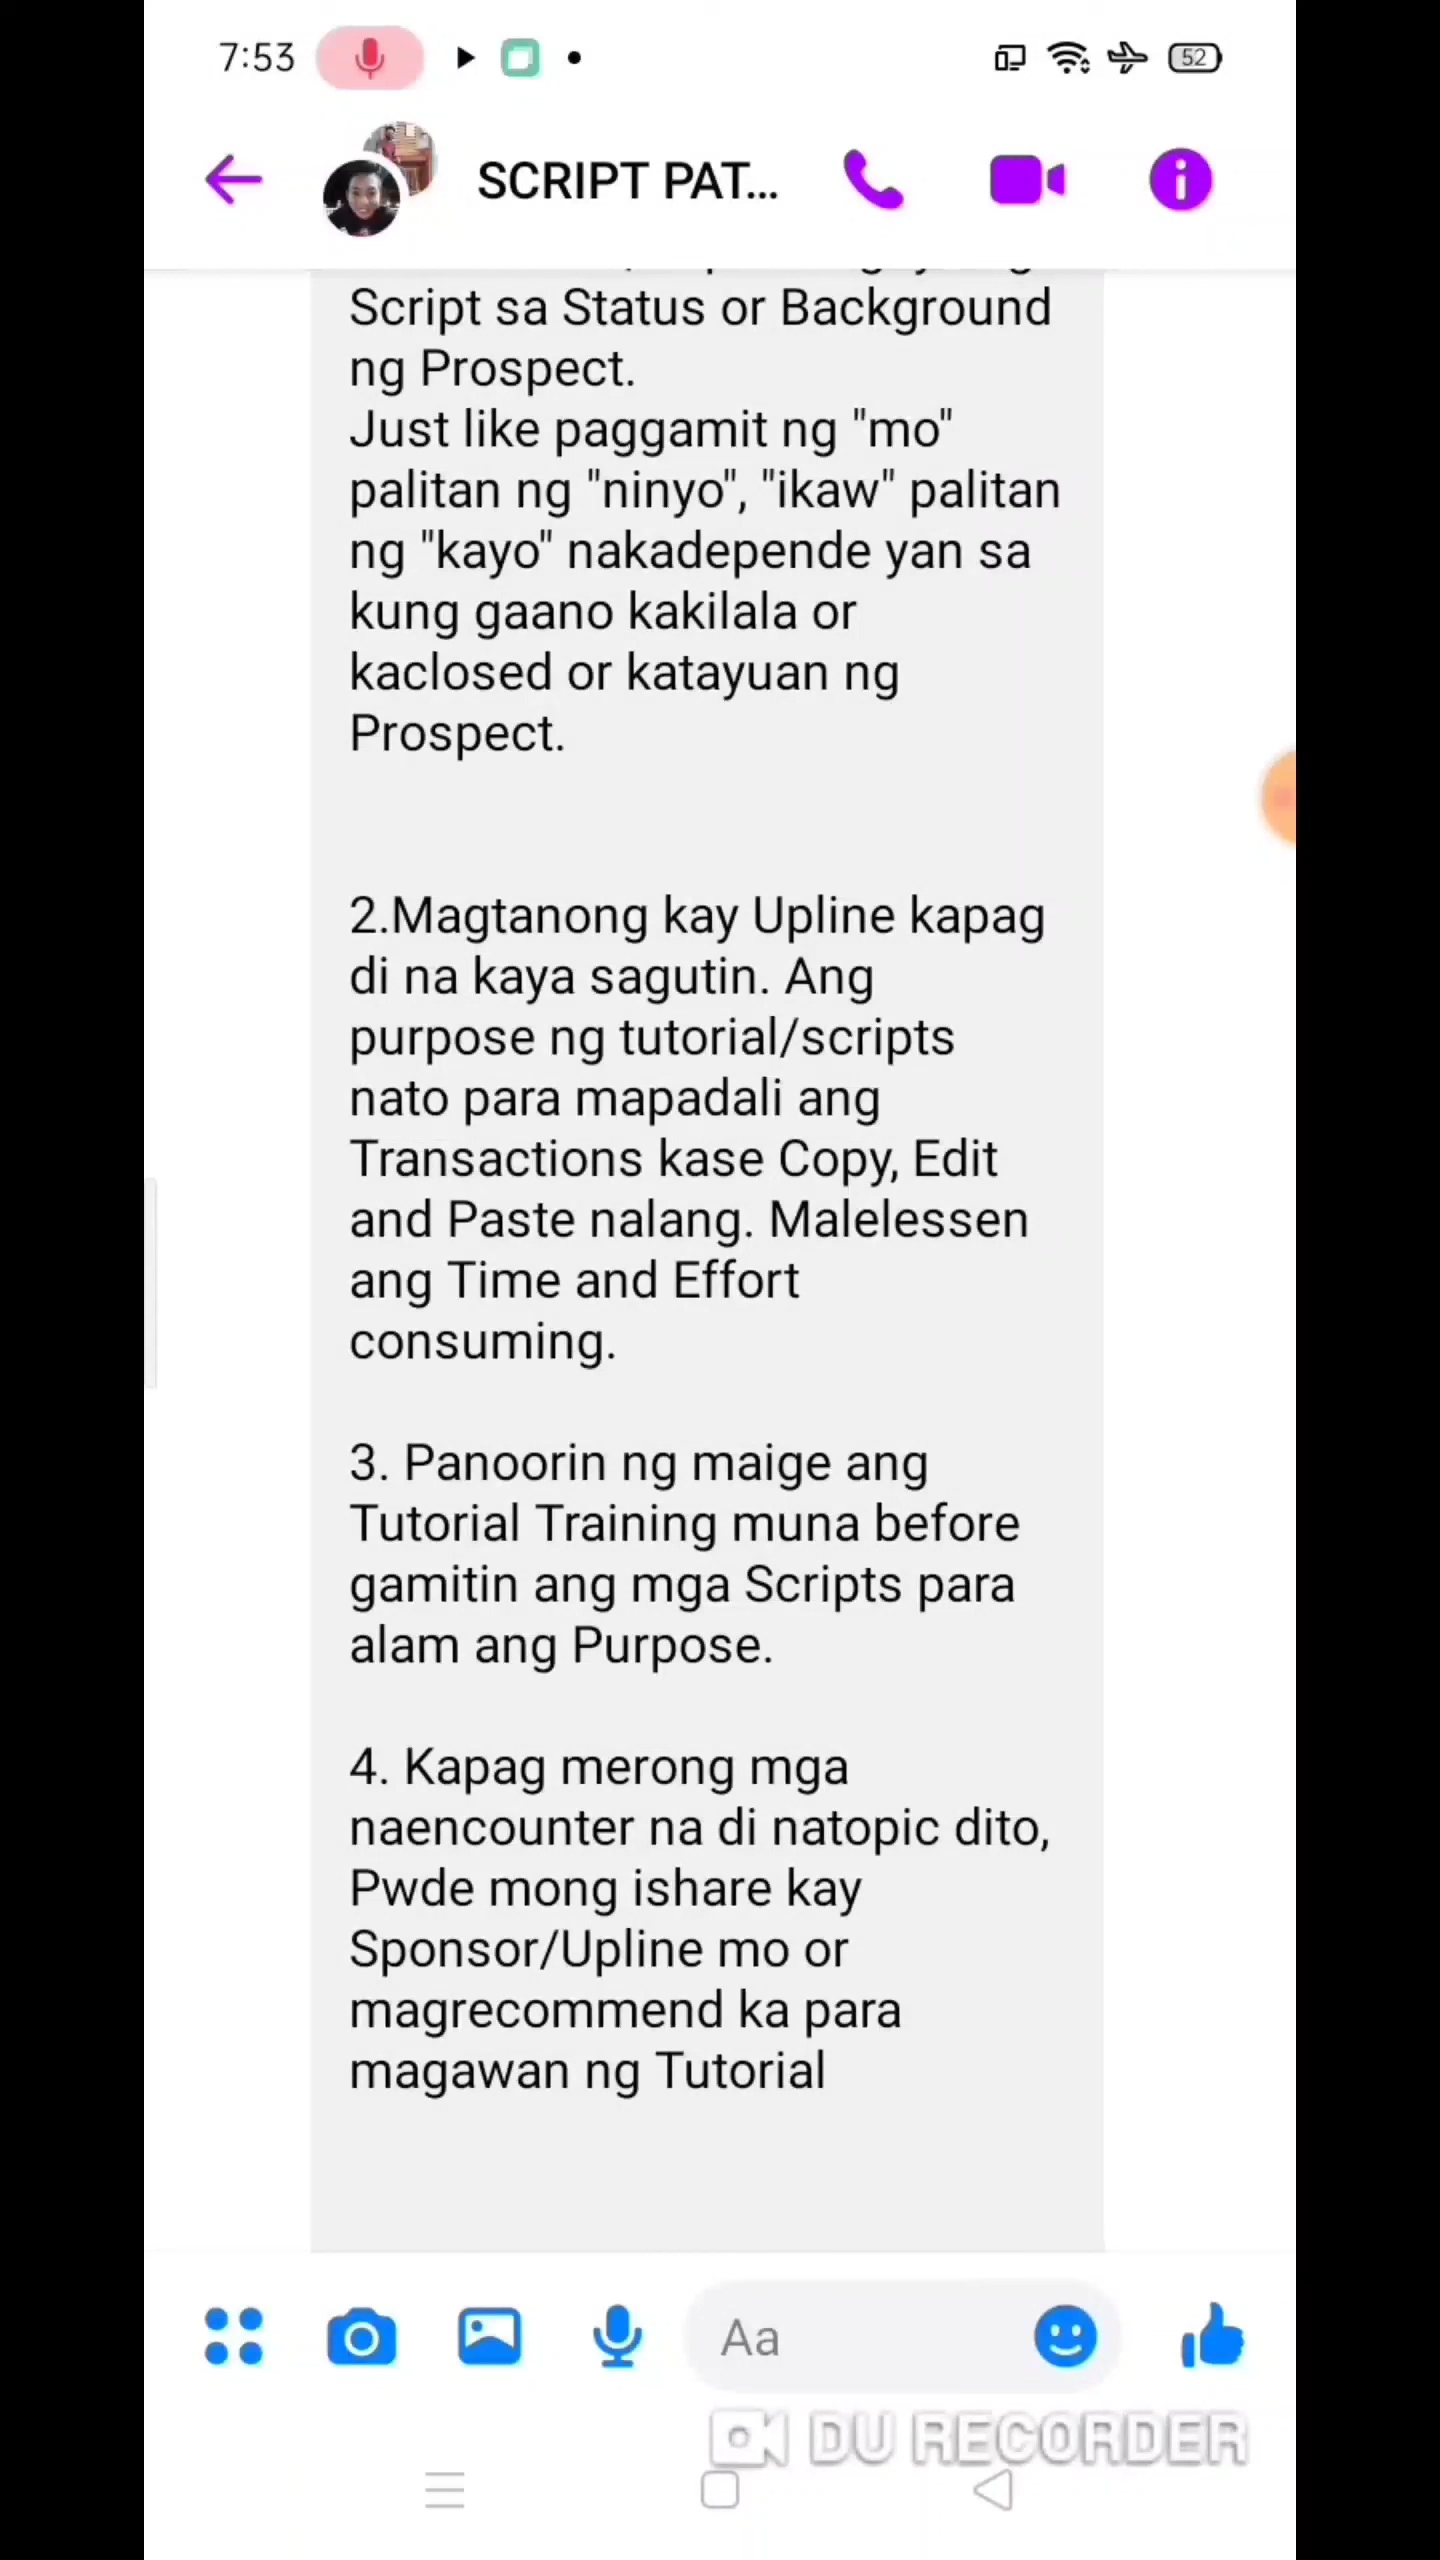 7:53
52
SCRIPT PAT...
Script sa Status or Background
ng Prospect.
Just like paggamit ng "mo"
palitan ng "ninyo", "ikaw" palitan
ng "kayo" nakadepende yan sa
kung gaano kakilala or
kaclosed or katayuan ng
Prospect.
2.Magtanong kay Upline kapag
di na kaya sagutin. Ang
purpose ng tutorial/scripts
nato para mapadali ang
Transactions kase Copy, Edit
and Paste nalang. Malelessen
ang Time and Effort
consuming.
3. Panoorin ng maige ang
Tutorial Training muna before
gamitin ang mga Scripts para
alam ang Purpose.
4. Kapag merong mga
naencounter na di natopic dito,
Pwde mong ishare kay
Sponsor/Upline mo or
magrecommend ka para
magawan ng Tutorial
Aa
DU RECORDER